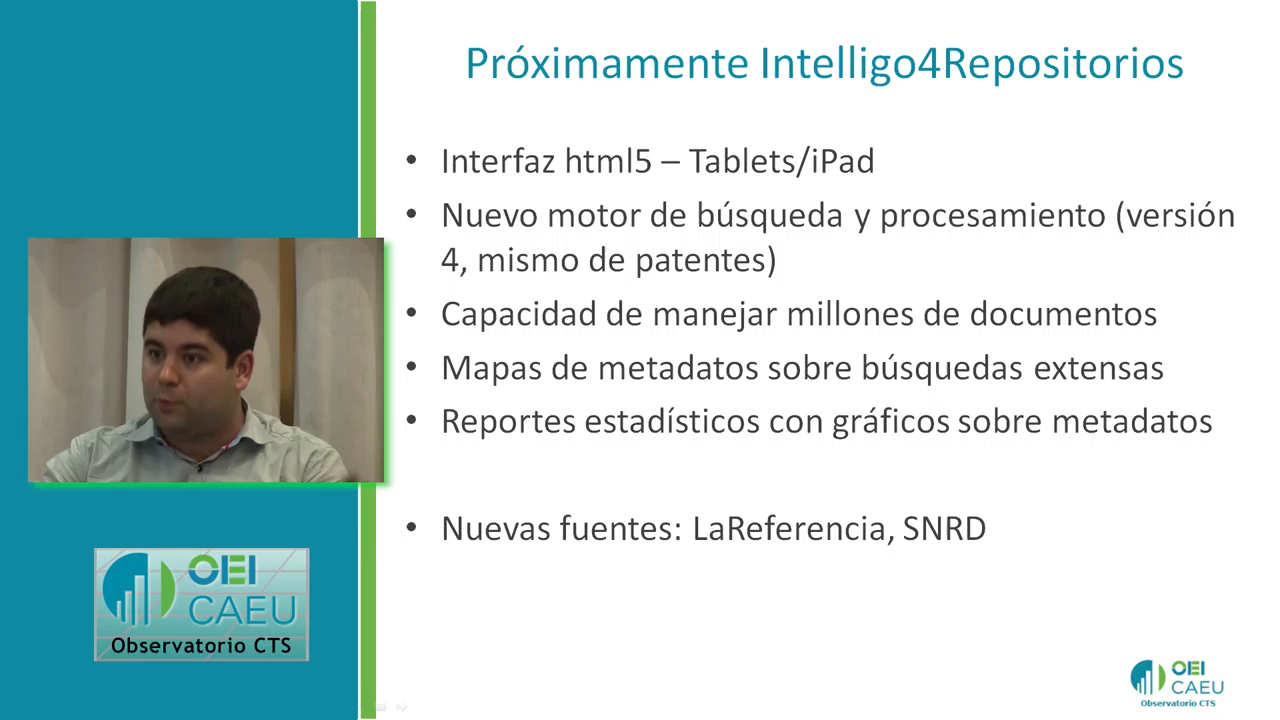 Próximamente Intelligo4Repositorios
• Interfaz html5 – Tablets/iPad
• Nuevo motor de búsqueda y procesamiento (versión
4, mismo de patentes)
• Capacidad de manejar millones de documentos
• Mapas de metadatos sobre búsquedas extensas
• Reportes estadísticos con gráficos sobre metadatos
• Nuevas fuentes: LaReferencia, SNRD
OEI
CAEU
Observatorio CTS
OEI
CAEU
Observatorio CTS